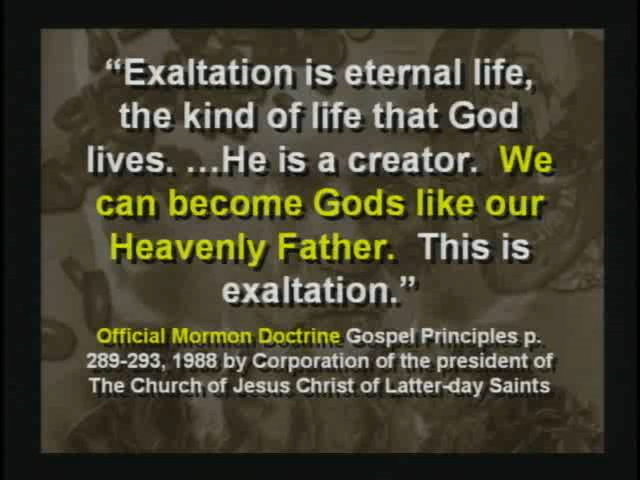 “Exaltation is eternal life,
the kind of life that God
lives. …He is a creator. We
can become Gods like our
Heavenly Father. This is
exaltation.”
Official Mormon Doctrine Gospel Principles p.
289-293, 1988 by Corporation of the president of
The Church of Jesus Christ of Latter-day Saints